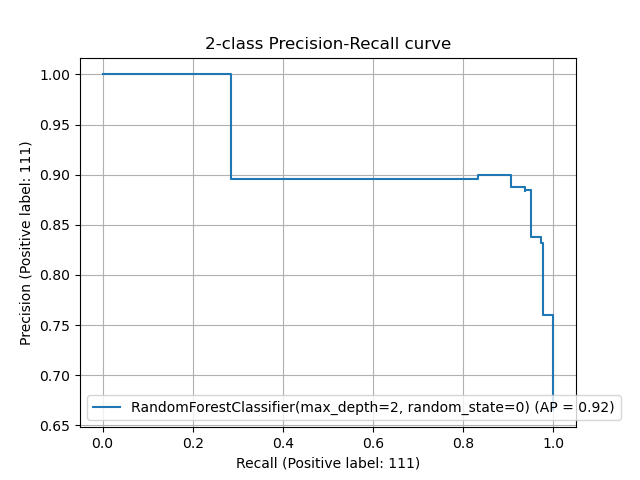 2-class Precision-Recall curve
Precision (Positive label: 111)
1.00
0.95
0.90
0.85
0.80
0.75
0.70
0.65
RandomForestClassifier(max_depth=2, random_state=0) (AP = 0.92)
0.0 0.2 0.4 0.6 0.8 1.0
Recall (Positive label: 111)